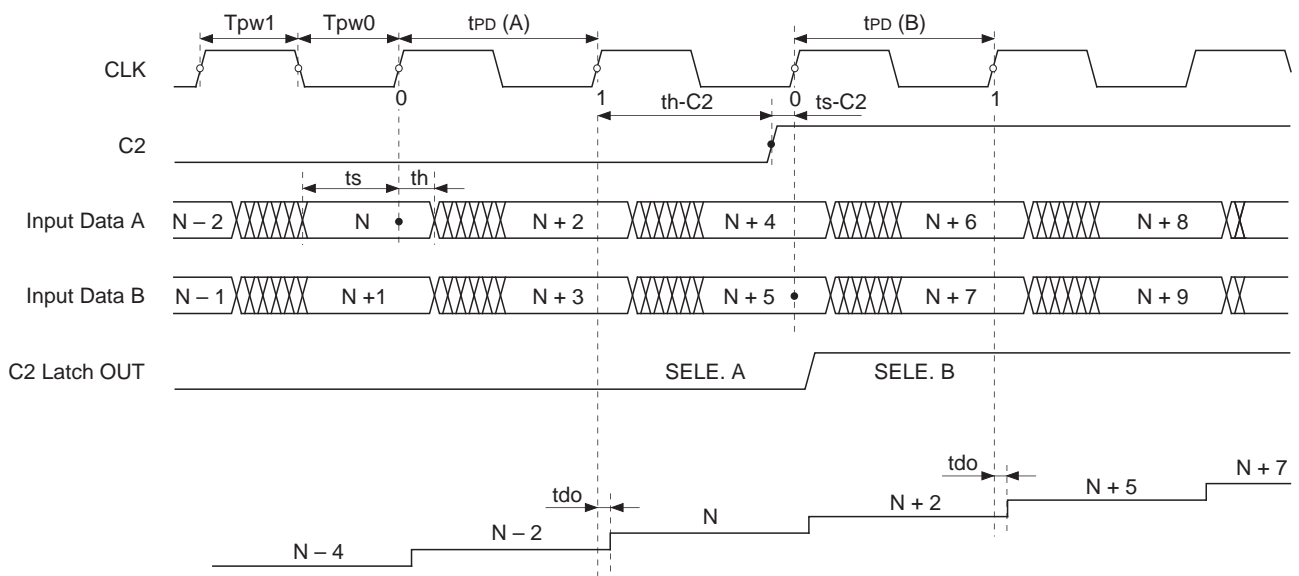 Tpw1 Tpw0 tPD (A) tPD (B)
CLK
0 1 0 1
th-C2 ts-C2
C2
ts th
Input Data A N – 2 N N + 2 N + 4 N + 6 N + 8
Input Data B N – 1 N +1 N + 3 N + 5 N + 7 N + 9
C2 Latch OUT SELE. A SELE. B
tdo tdo
N – 4 N – 2 N N + 2 N + 5 N + 7